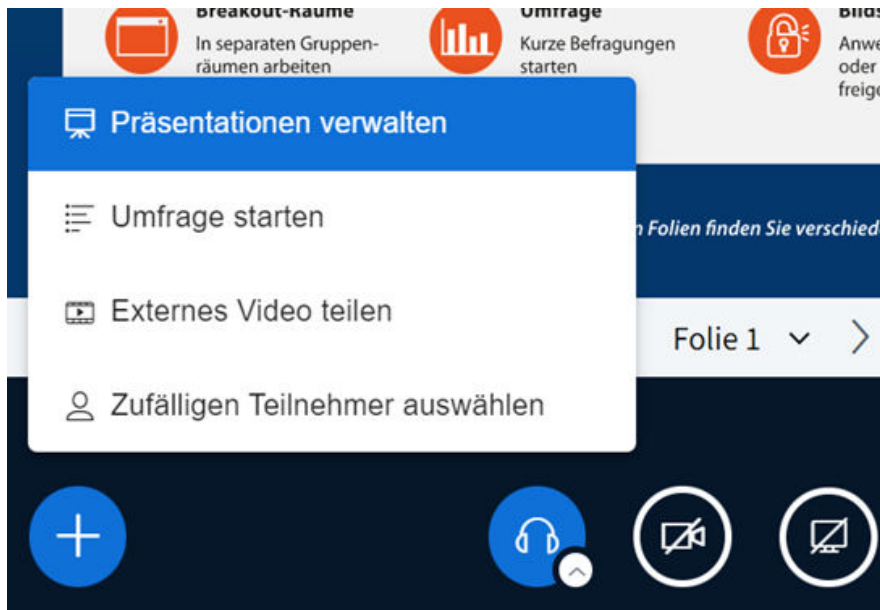 Breakout-Räume
In separaten Gruppen-
räumen arbeiten
Umfrage
Kurze Befragungen
starten
Anwe
oder
freige
Präsentationen verwalten
Umfrage starten
Externes Video teilen
Zufälligen Teilnehmer auswählen
Folien finden Sie verschied
Folie 1